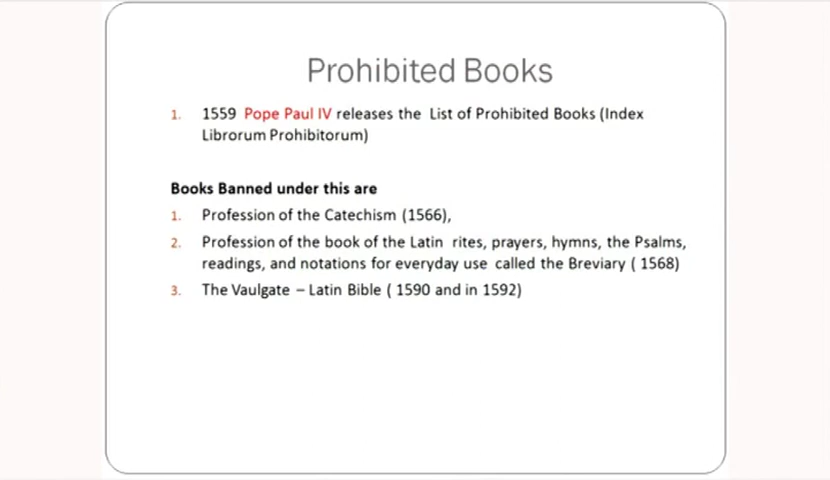 Prohibited Books
1. 1559 Pope Paul IV releases the List of Prohibited Books (Index
Librorum Prohibitorum)
Books Banned under this are
1. Profession of the Catechism (1566),
2. Profession of the book of the Latin rites, prayers, hymns, the Psalms,
readings, and notations for everyday use called the Breviary ( 1568)
3. The Vaulgate – Latin Bible ( 1590 and in 1592)